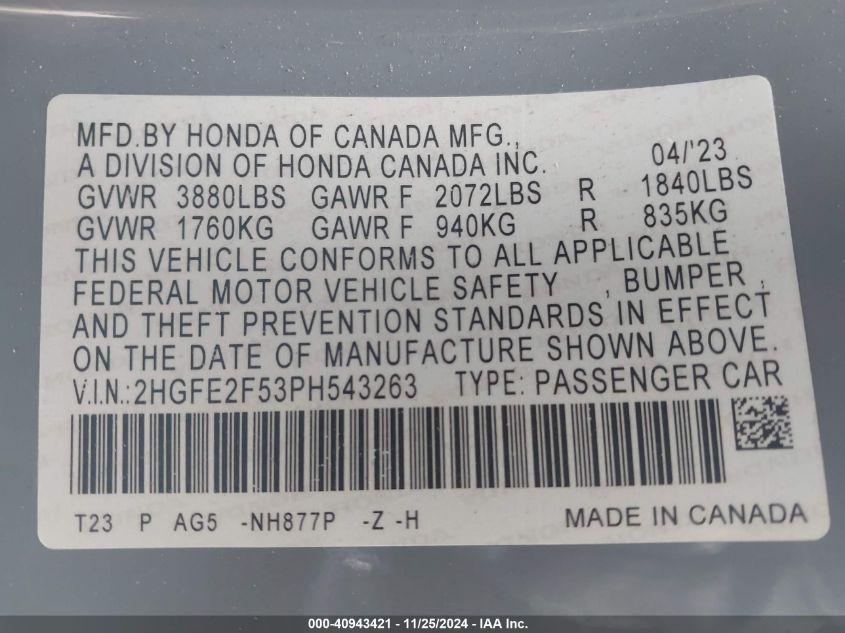 MFD.BY HONDA OF CANADA MFG.,
A DIVISION OF HONDA CANADA INC. 04/'23
GVWR 3880LBS GAWR F 2072LBS R 1840LBS
GVWR 1760KG GAWR F 940KG R 835KG
THIS VEHICLE CONFORMS TO ALL APPLICABLE
FEDERAL MOTOR VEHICLE SAFETY , BUMPER ,
AND THEFT PREVENTION STANDARDS IN EFFECT
ON THE DATE OF MANUFACTURE SHOWN ABOVE.
V.I.N.:2HGFE2F53PH543263 TYPE: PASSENGER CAR
T23 P AG5 -NH877P -Z -H MADE IN CANADA
000-40943421 - 11/25/2024 - IAA Inc.